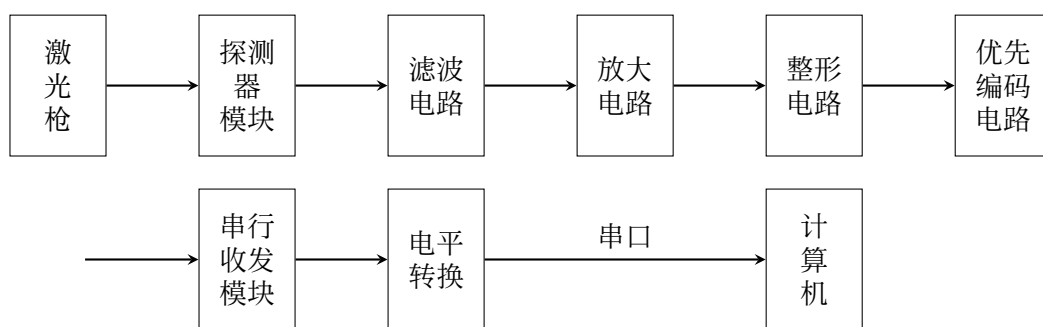 激
光
枪
探测
器
模块
滤波
电路
放大
电路
整形
电路
优先
编码
电路
串行
收发
模块
电平
转换
串口
计
算
机